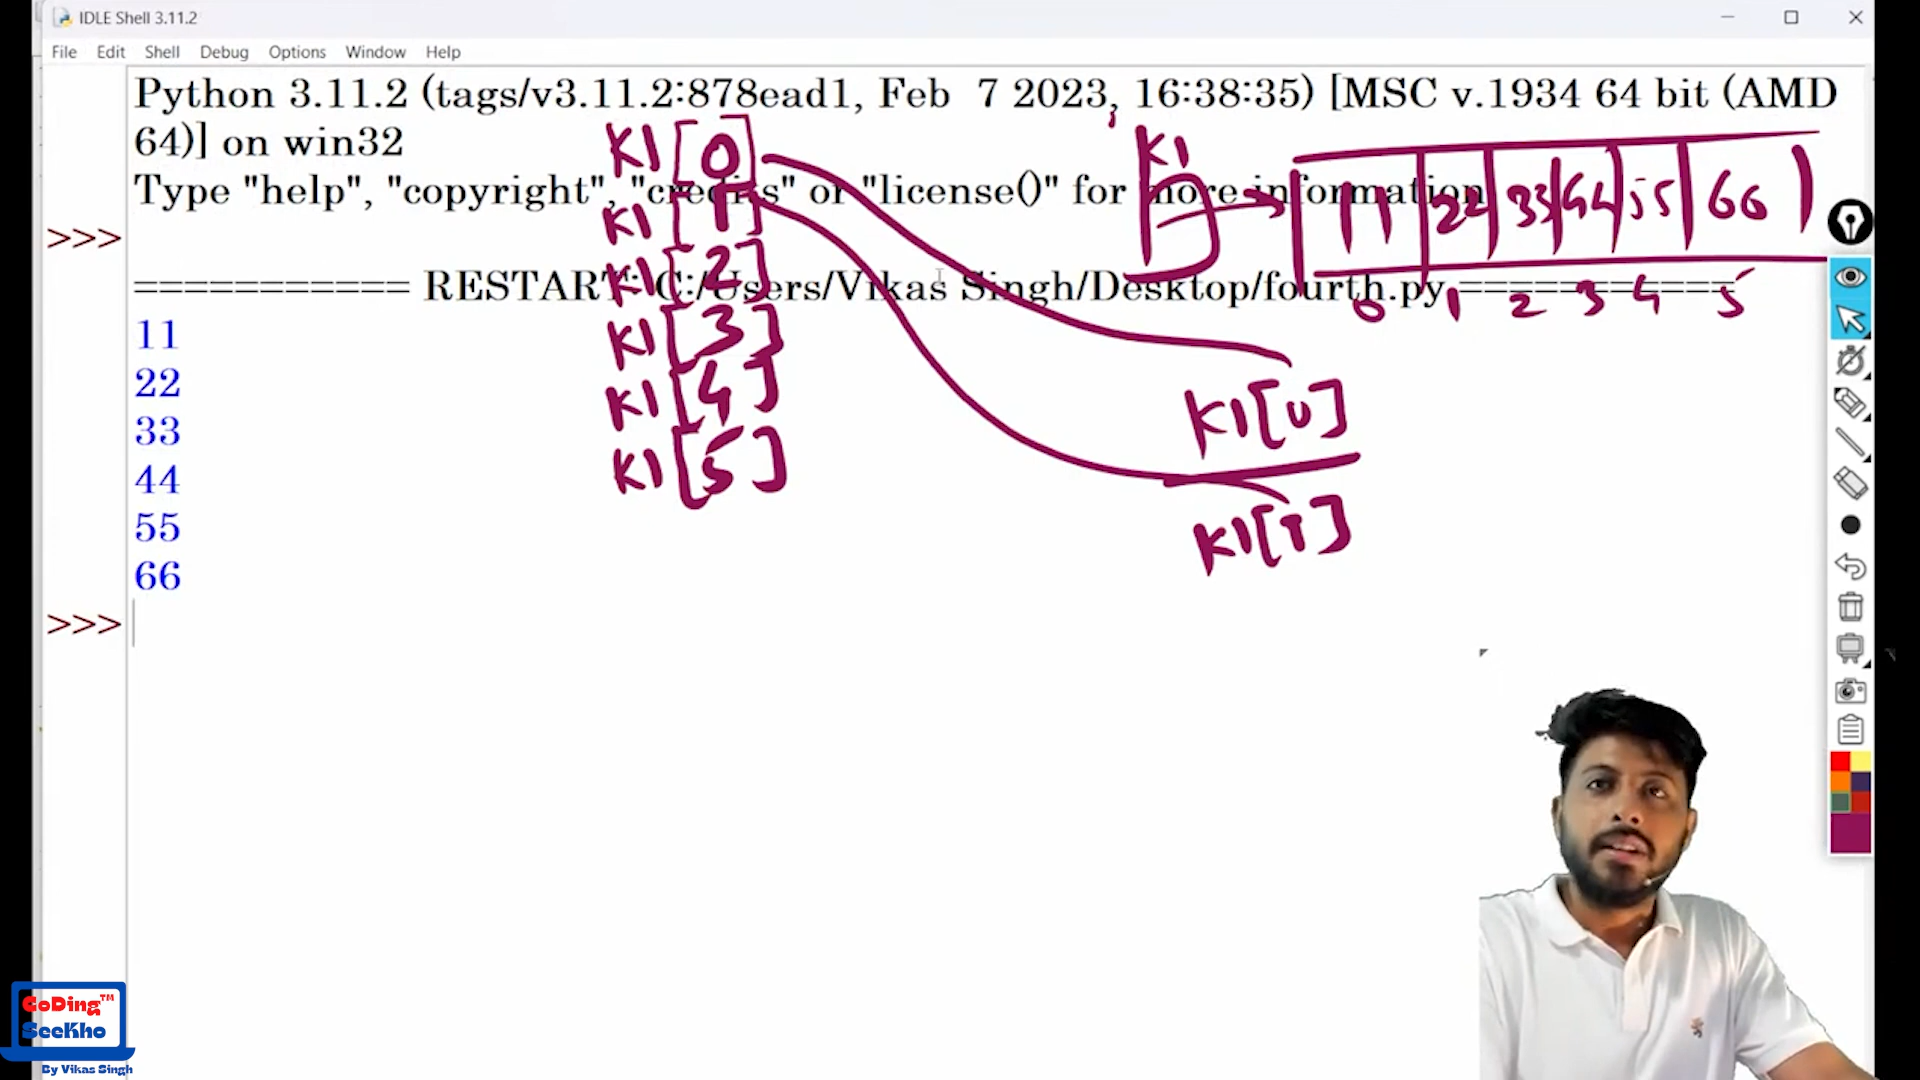 IDLE Shell 3.11.2
File Edit Shell Debug Options Window Help
Python 3.11.2 (tags/v3.11.2:878ead1, Feb  7 2023, 16:38:35) [MSC v.1934 64 bit (AMD
64)] on win32
Type "help", "copyright", "credits" or "license()" for more information.
>>>
=========== RESTART: C:/Users/Vikas Singh/Desktop/fourth.py ===========
11
22
33
44
55
66
>>>
K1[0]
K1[1]
K1[2]
K1[3]
K1[4]
K1[5]
K1
11 22 33 44 55 66
0 1 2 3 4 5
K1[0]
K1[1]
CoDing™
SeeKho
By Vikas Singh